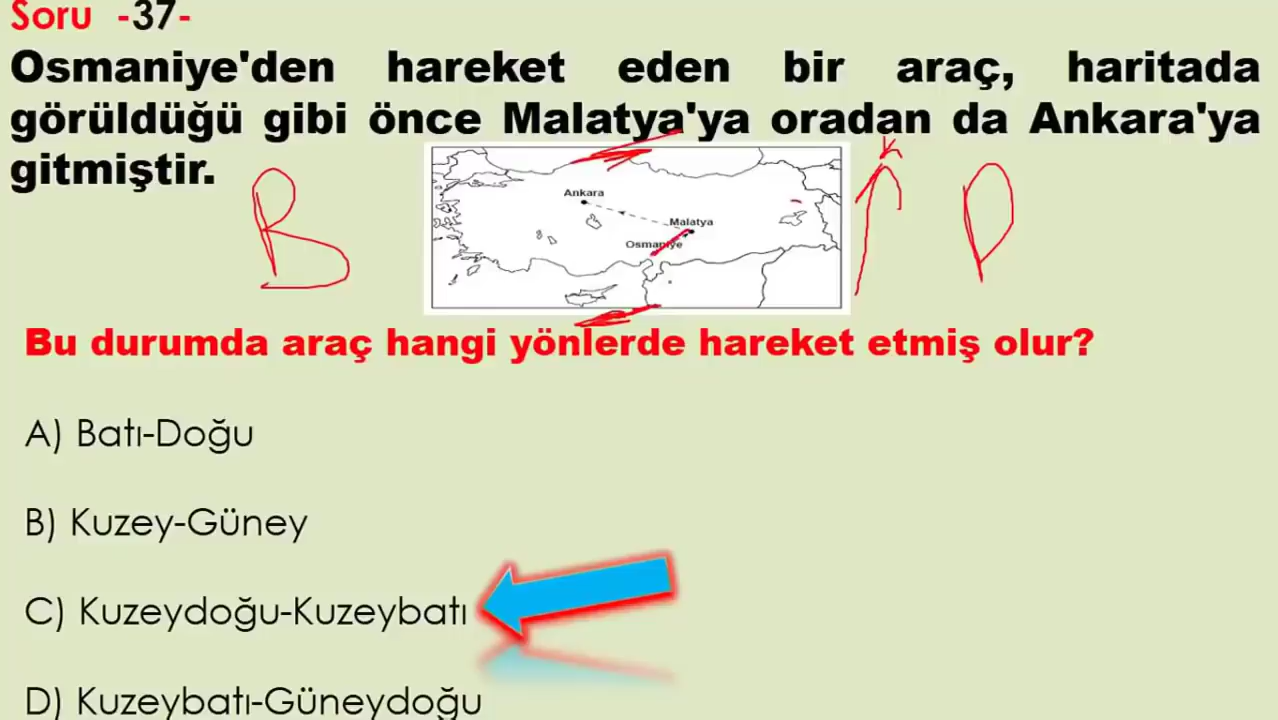 Soru -37-
Osmaniye'den hareket eden bir araç, haritada
görüldüğü gibi önce Malatya'ya oradan da Ankara'ya
gitmiştir.
B
K
D
Ankara
Malatya
Osmaniye
Bu durumda araç hangi yönlerde hareket etmiş olur?
A) Batı-Doğu
B) Kuzey-Güney
C) Kuzeydoğu-Kuzeybatı
D) Kuzeybatı-Güneydoğu